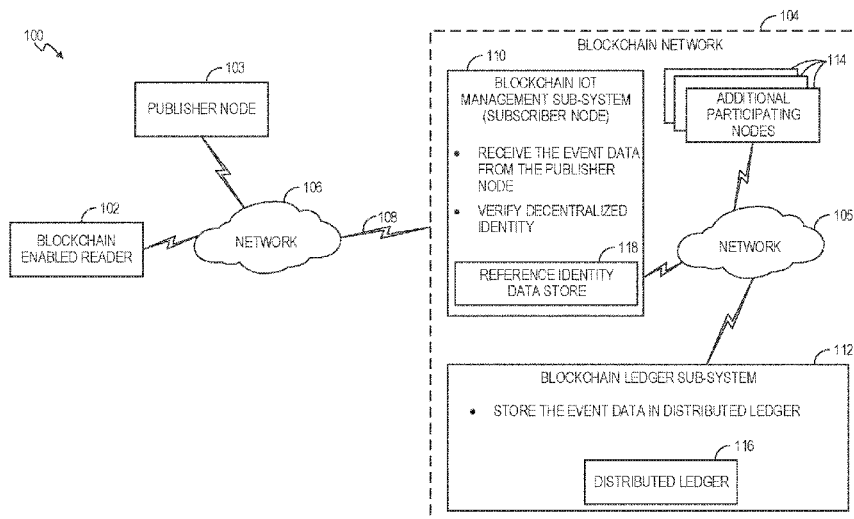 100
103
PUBLISHER NODE
102
BLOCKCHAIN
ENABLED READER
106
NETWORK
108
104
BLOCKCHAIN NETWORK
110
BLOCKCHAIN IOT
MANAGEMENT SUB-SYSTEM
(SUBSCRIBER NODE)
• RECEIVE THE EVENT DATA
FROM THE PUBLISHER
NODE
• VERIFY DECENTRALIZED
IDENTITY
118
REFERENCE IDENTITY
DATA STORE
114
ADDITIONAL
PARTICIPATING
NODES
106
NETWORK
112
BLOCKCHAIN LEDGER SUB-SYSTEM
• STORE THE EVENT DATA IN DISTRIBUTED LEDGER
116
DISTRIBUTED LEDGER